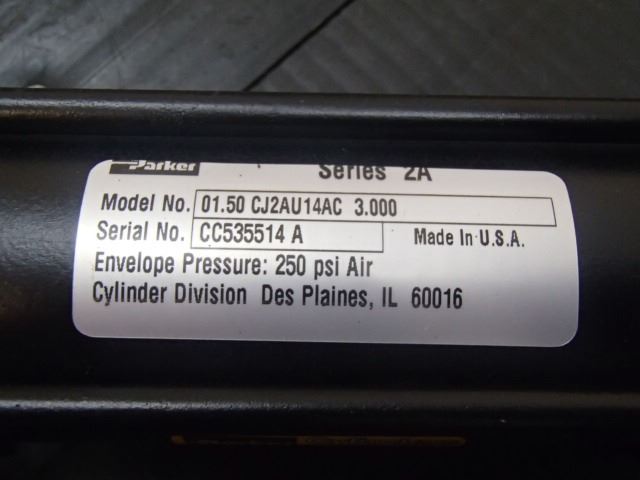 Parker Series 2A
Model No. 01.50 CJ2AU14AC 3.000
Serial No. CC535514 A Made In U.S.A.
Envelope Pressure: 250 psi Air
Cylinder Division Des Plaines, IL 60016